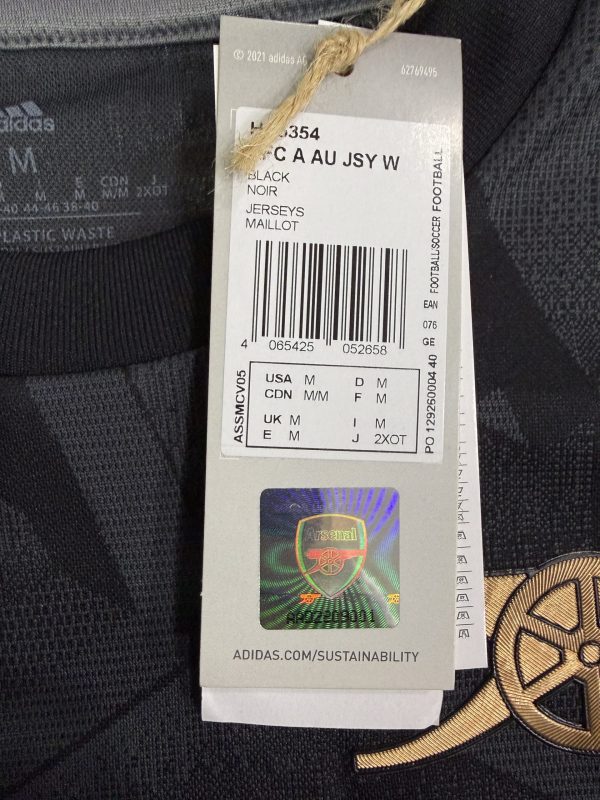 © 2021 adidas
62769495
354
C A AU JSY W
BLACK
NOIR
JERSEYS
MAILLOT
FOOTBALL/SOCCER FOOTBALL
EAN
076
GE
PO 129260004 40
4 065425 052658
ASSMCV05
USA M D M
CDN M/M F M
UK M I M
E M J 2XOT
Arsenal
ADIDAS.COM/SUSTAINABILITY
adidas
M
CDN J
M M M/M 2XOT
40 44-46 38-40
PLASTIC WASTE